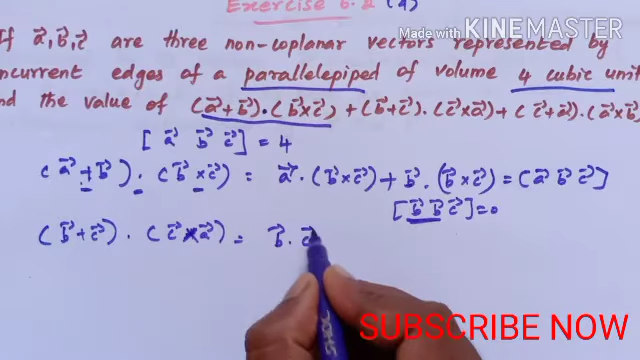 Exercise 6.2 (4)
Made with KINEMASTER
If a⃗, b⃗, c⃗ are three non-coplanar vectors represented by
ncurrent edges of a parallelepiped of volume 4 cubic unit
nd the value of (a⃗+b⃗)·(b⃗×c⃗)+(b⃗+c⃗)·(c⃗×a⃗)+(c⃗+a⃗)·(a⃗×b⃗
[a⃗ b⃗ c⃗] = 4
(a⃗+b⃗)·(b⃗×c⃗) = a⃗·(b⃗×c⃗)+b⃗·(b⃗×c⃗)=[a⃗ b⃗ c⃗]
[b⃗ b⃗ c⃗]=0
(b⃗+c⃗)·(c⃗×a⃗)= b⃗·c⃗
SUBSCRIBE NOW